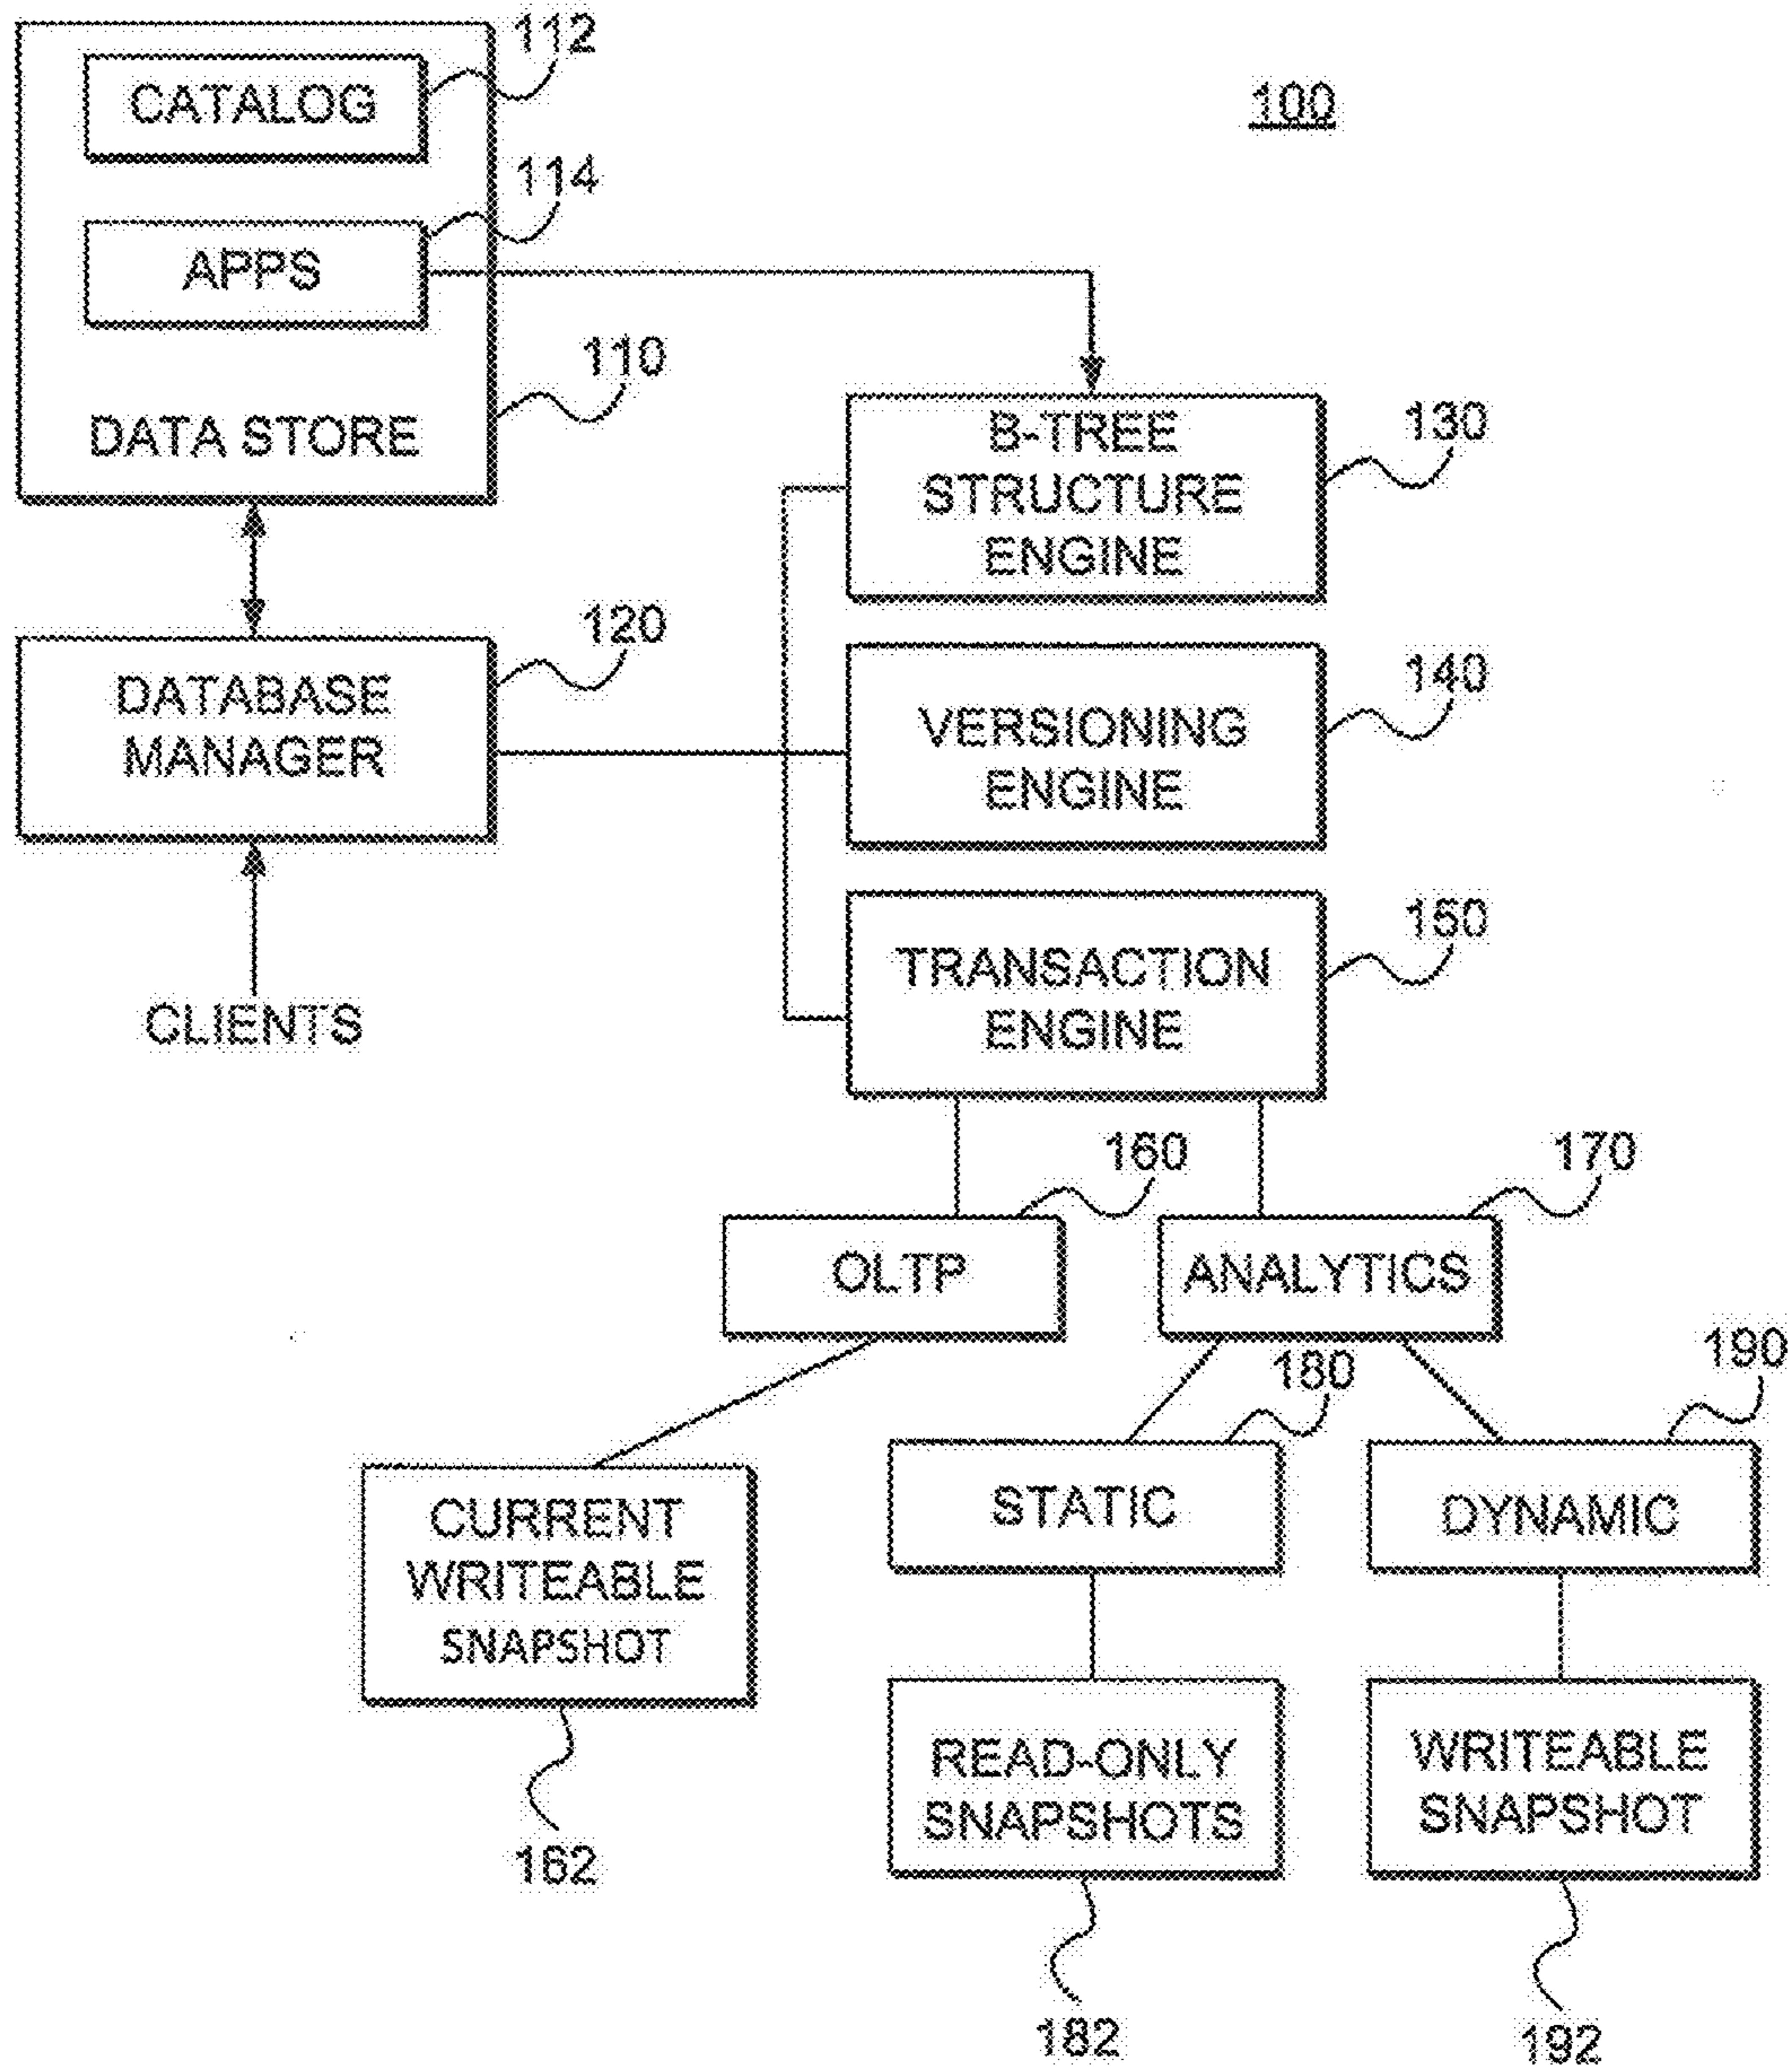 112
CATALOG
100
114
APPS
110
DATA STORE
B-TREE
STRUCTURE
ENGINE
130
120
DATABASE
MANAGER
140
VERSIONING
ENGINE
150
TRANSACTION
ENGINE
CLIENTS
160
170
OLTP
ANALYTICS
180
190
CURRENT
WRITEABLE
SNAPSHOT
STATIC
DYNAMIC
READ-ONLY
SNAPSHOTS
WRITEABLE
SNAPSHOT
162
182
192